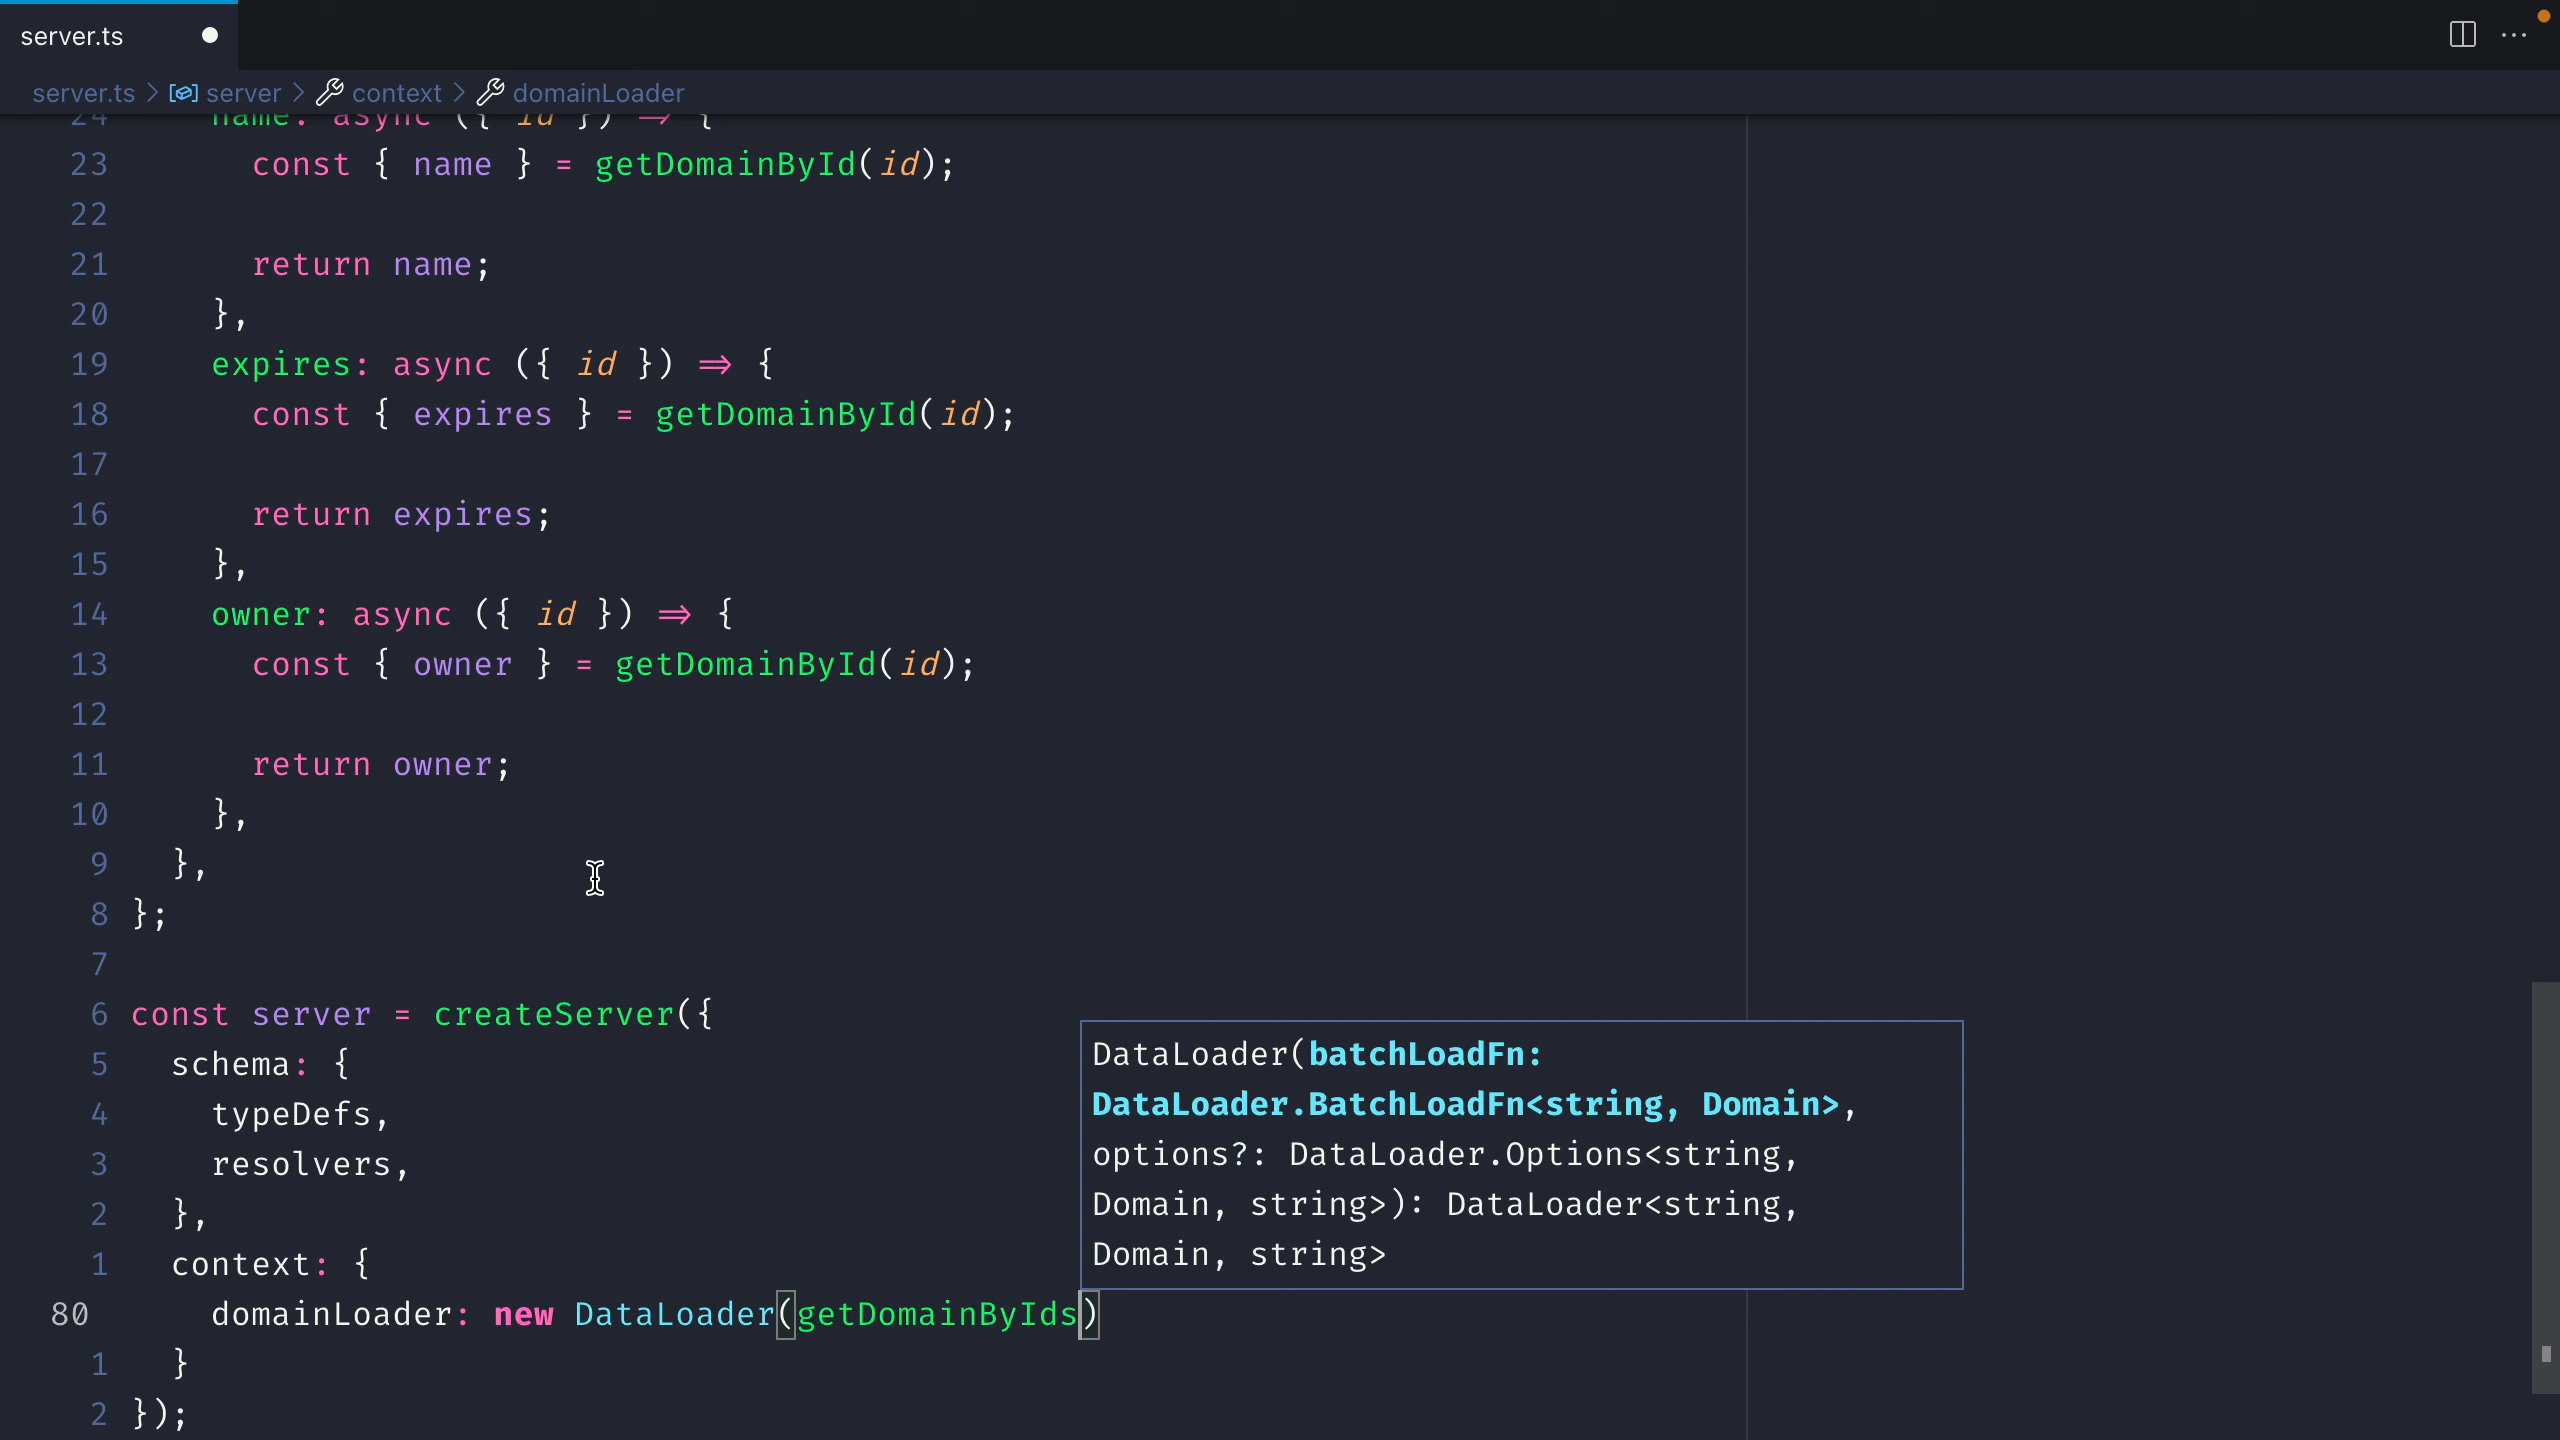 server.ts
server.ts > server > context > domainLoader
24 name: async ({ id }) => {
23 const { name } = getDomainById(id);
22
21 return name;
20 },
19 expires: async ({ id }) => {
18 const { expires } = getDomainById(id);
17
16 return expires;
15 },
14 owner: async ({ id }) => {
13 const { owner } = getDomainById(id);
12
11 return owner;
10 },
9 },
8 };
7
6 const server = createServer({
5 schema: {
4 typeDefs,
3 resolvers,
2 },
1 context: {
80 domainLoader: new DataLoader(getDomainByIds)
1 }
2 });
DataLoader(batchLoadFn:
DataLoader.BatchLoadFn<string, Domain>,
options?: DataLoader.Options<string,
Domain, string>): DataLoader<string,
Domain, string>